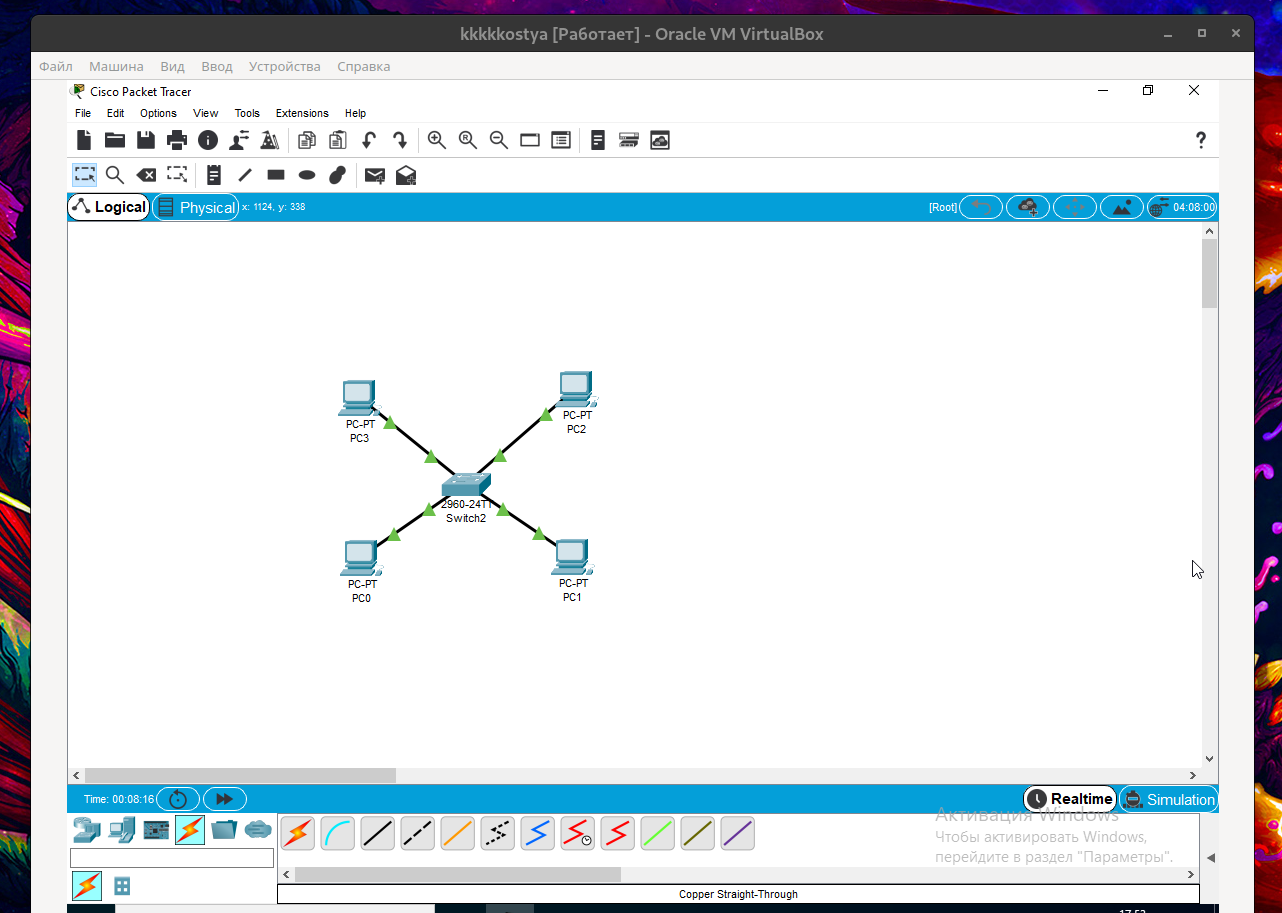 kkkkkostya [Работает] - Oracle VM VirtualBox
Файл Машина Вид Ввод Устройства Справка
Cisco Packet Tracer
File Edit Options View Tools Extensions Help
R
?
Logical Physical x: 1124, y: 338 [Root] 04:08:00
PC-PT
PC3
PC-PT
PC2
2960-24TT
Switch2
PC-PT
PC0
PC-PT
PC1
Time: 00:08:16 Realtime Simulation
Активация Windows
Чтобы активировать Windows,
перейдите в раздел "Параметры".
Copper Straight-Through